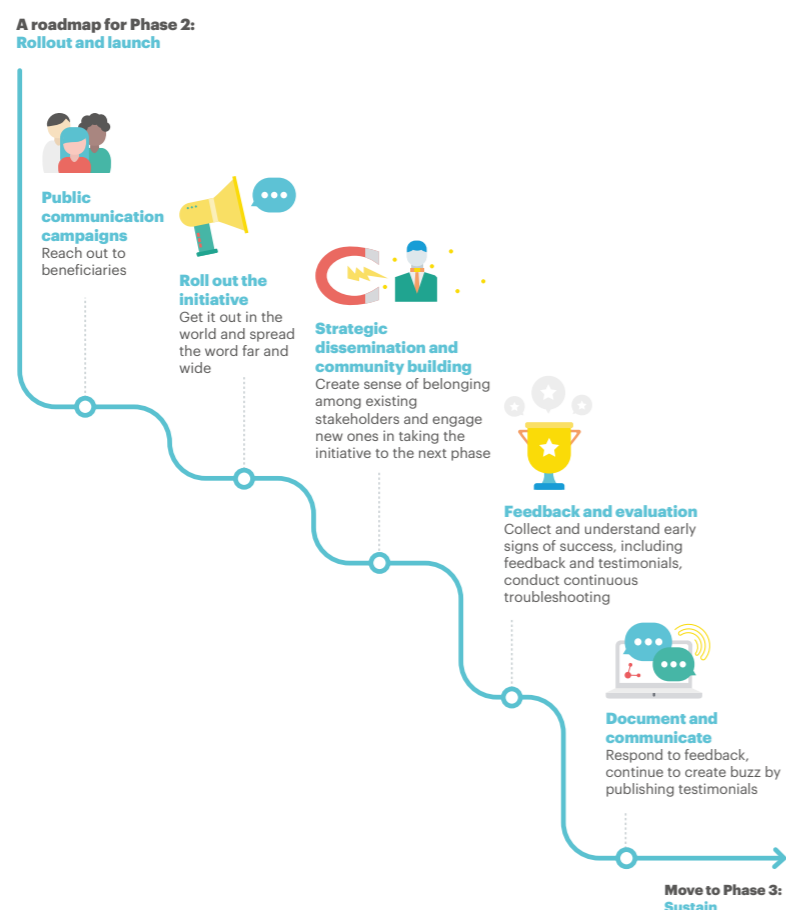 A roadmap for Phase 2:
Rollout and launch
Public
communication
campaigns
Reach out to
beneficiaries
Roll out the
initiative
Get it out in the
world and spread
the word far and
wide
Strategic
dissemination and
community building
Create sense of belonging
among existing
stakeholders and engage
new ones in taking the
initiative to the next phase
Feedback and evaluation
Collect and understand early
signs of success, including
feedback and testimonials,
conduct continuous
troubleshooting
Document and
communicate
Respond to feedback,
continue to create buzz by
publishing testimonials
Move to Phase 3:
Sustain